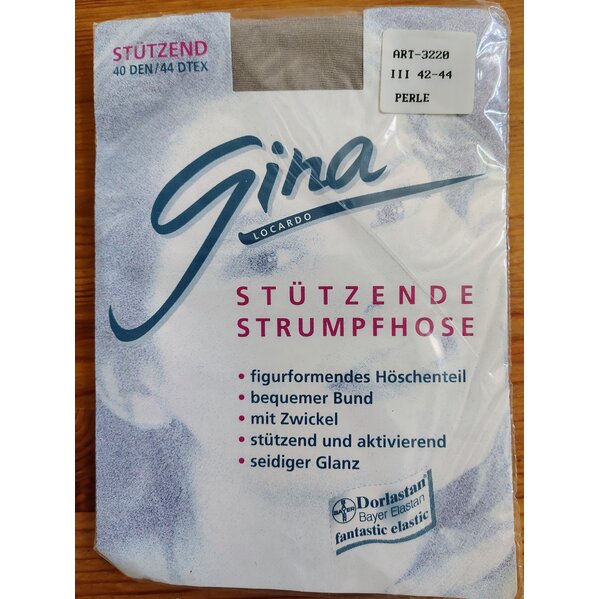 STÜTZEND
40 DEN/44 DTEX
ART-3220
III 42-44
PERLE
Gina
LOCARDO
STÜTZENDE
STRUMPFHOSE
• figurformendes Höschenteil
• bequemer Bund
• mit Zwickel
• stützend und aktivierend
• seidiger Glanz
BAYER
Dorlastan®
Bayer Elastan
fantastic elastic